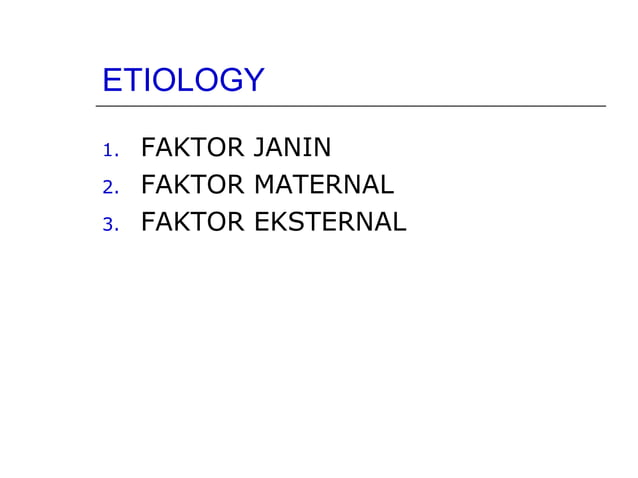 ETIOLOGY
1. FAKTOR JANIN
2. FAKTOR MATERNAL
3. FAKTOR EKSTERNAL